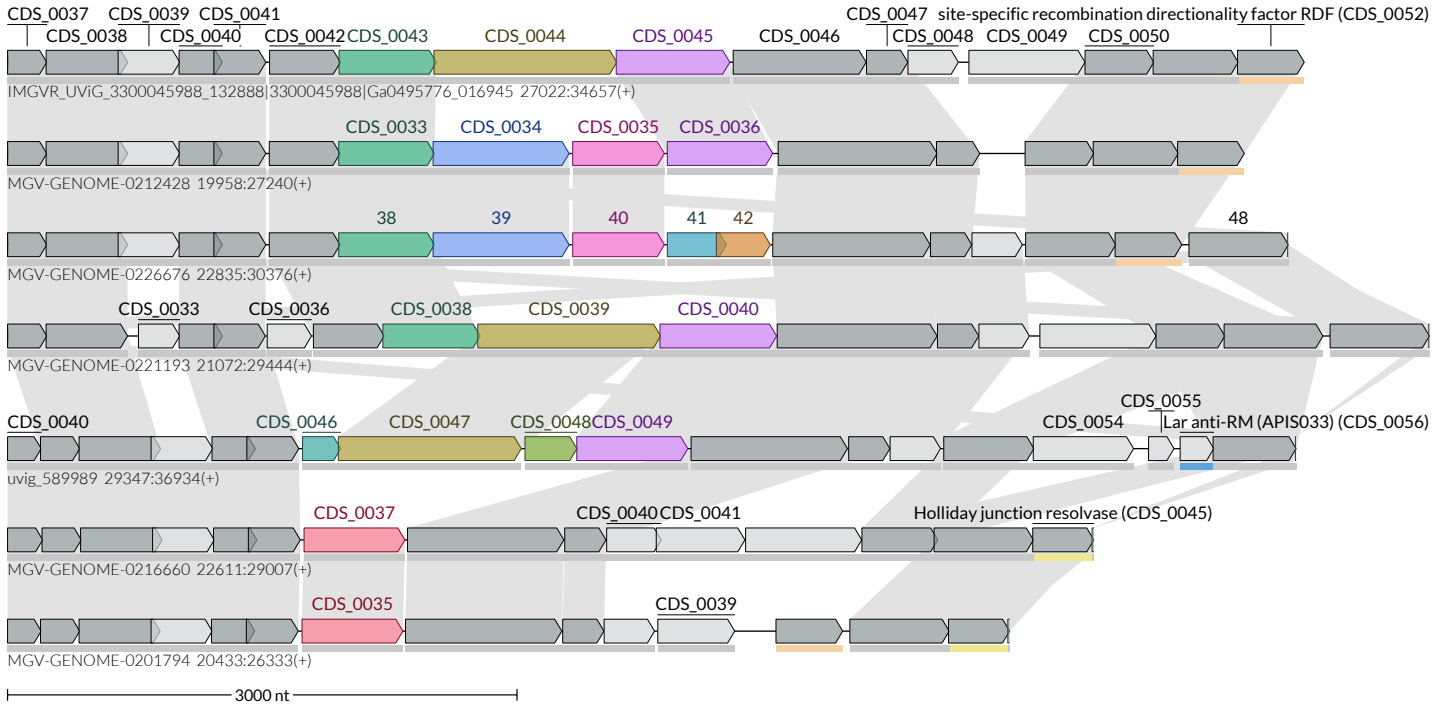 CDS_0037 CDS_0039 CDS_0041 CDS_0047 site-specific recombination directionality factor RDF (CDS_0052)
CDS_0038 CDS_0040 CDS_0042 CDS_0043 CDS_0044 CDS_0045 CDS_0046 CDS_0048 CDS_0049 CDS_0050
IMGVR_UViG_3300045988_132888|3300045988|Ga0495776_016945 27022:34657(+)
CDS_0033 CDS_0034 CDS_0035 CDS_0036
MGV-GENOME-0212428 19958:27240(+)
38 39 40 41 42 48
MGV-GENOME-0226676 22835:30376(+)
CDS_0033 CDS_0036 CDS_0038 CDS_0039 CDS_0040
MGV-GENOME-0221193 21072:29444(+)
CDS_0055
CDS_0040 CDS_0046 CDS_0047 CDS_0048 CDS_0049 CDS_0054 Lar anti-RM (APIS033) (CDS_0056)
uvig_589989 29347:36934(+)
CDS_0037 CDS_0040 CDS_0041 Holliday junction resolvase (CDS_0045)
MGV-GENOME-0216660 22611:29007(+)
CDS_0035 CDS_0039
MGV-GENOME-0201794 20433:26333(+)
3000 nt